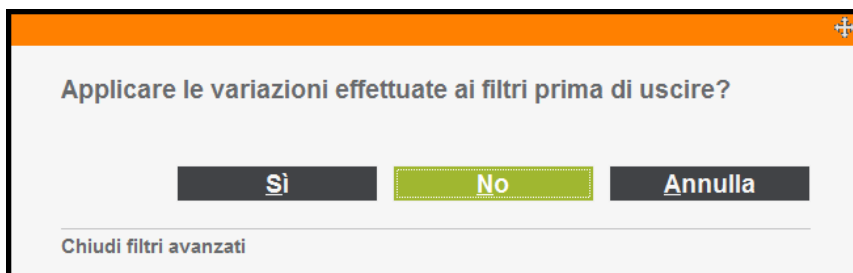 Applicare le variazioni effettuate ai filtri prima di uscire?
Sì No Annulla
Chiudi filtri avanzati